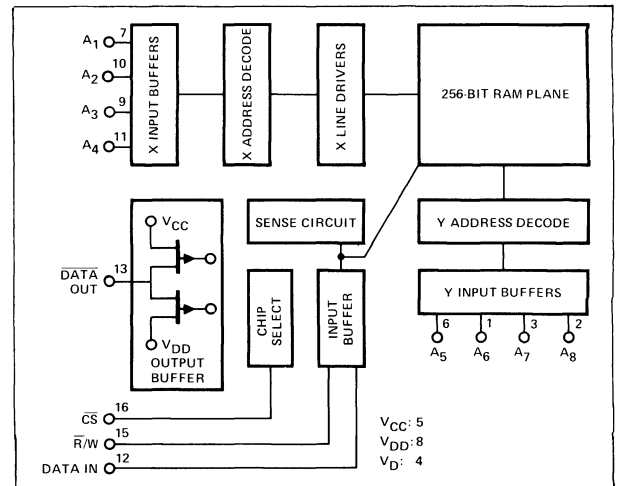 A1 7
A2 10
A3 9
A4 11
X INPUT BUFFERS
X ADDRESS DECODE
X LINE DRIVERS
256-BIT RAM PLANE
VCC
DATA OUT 13
VDD
OUTPUT
BUFFER
SENSE CIRCUIT
CHIP
SELECT
INPUT
BUFFER
Y ADDRESS DECODE
Y INPUT BUFFERS
6 1 3 2
A5 A6 A7 A8
CS 16
R/W 15
DATA IN 12
VCC: 5
VDD: 8
VD: 4